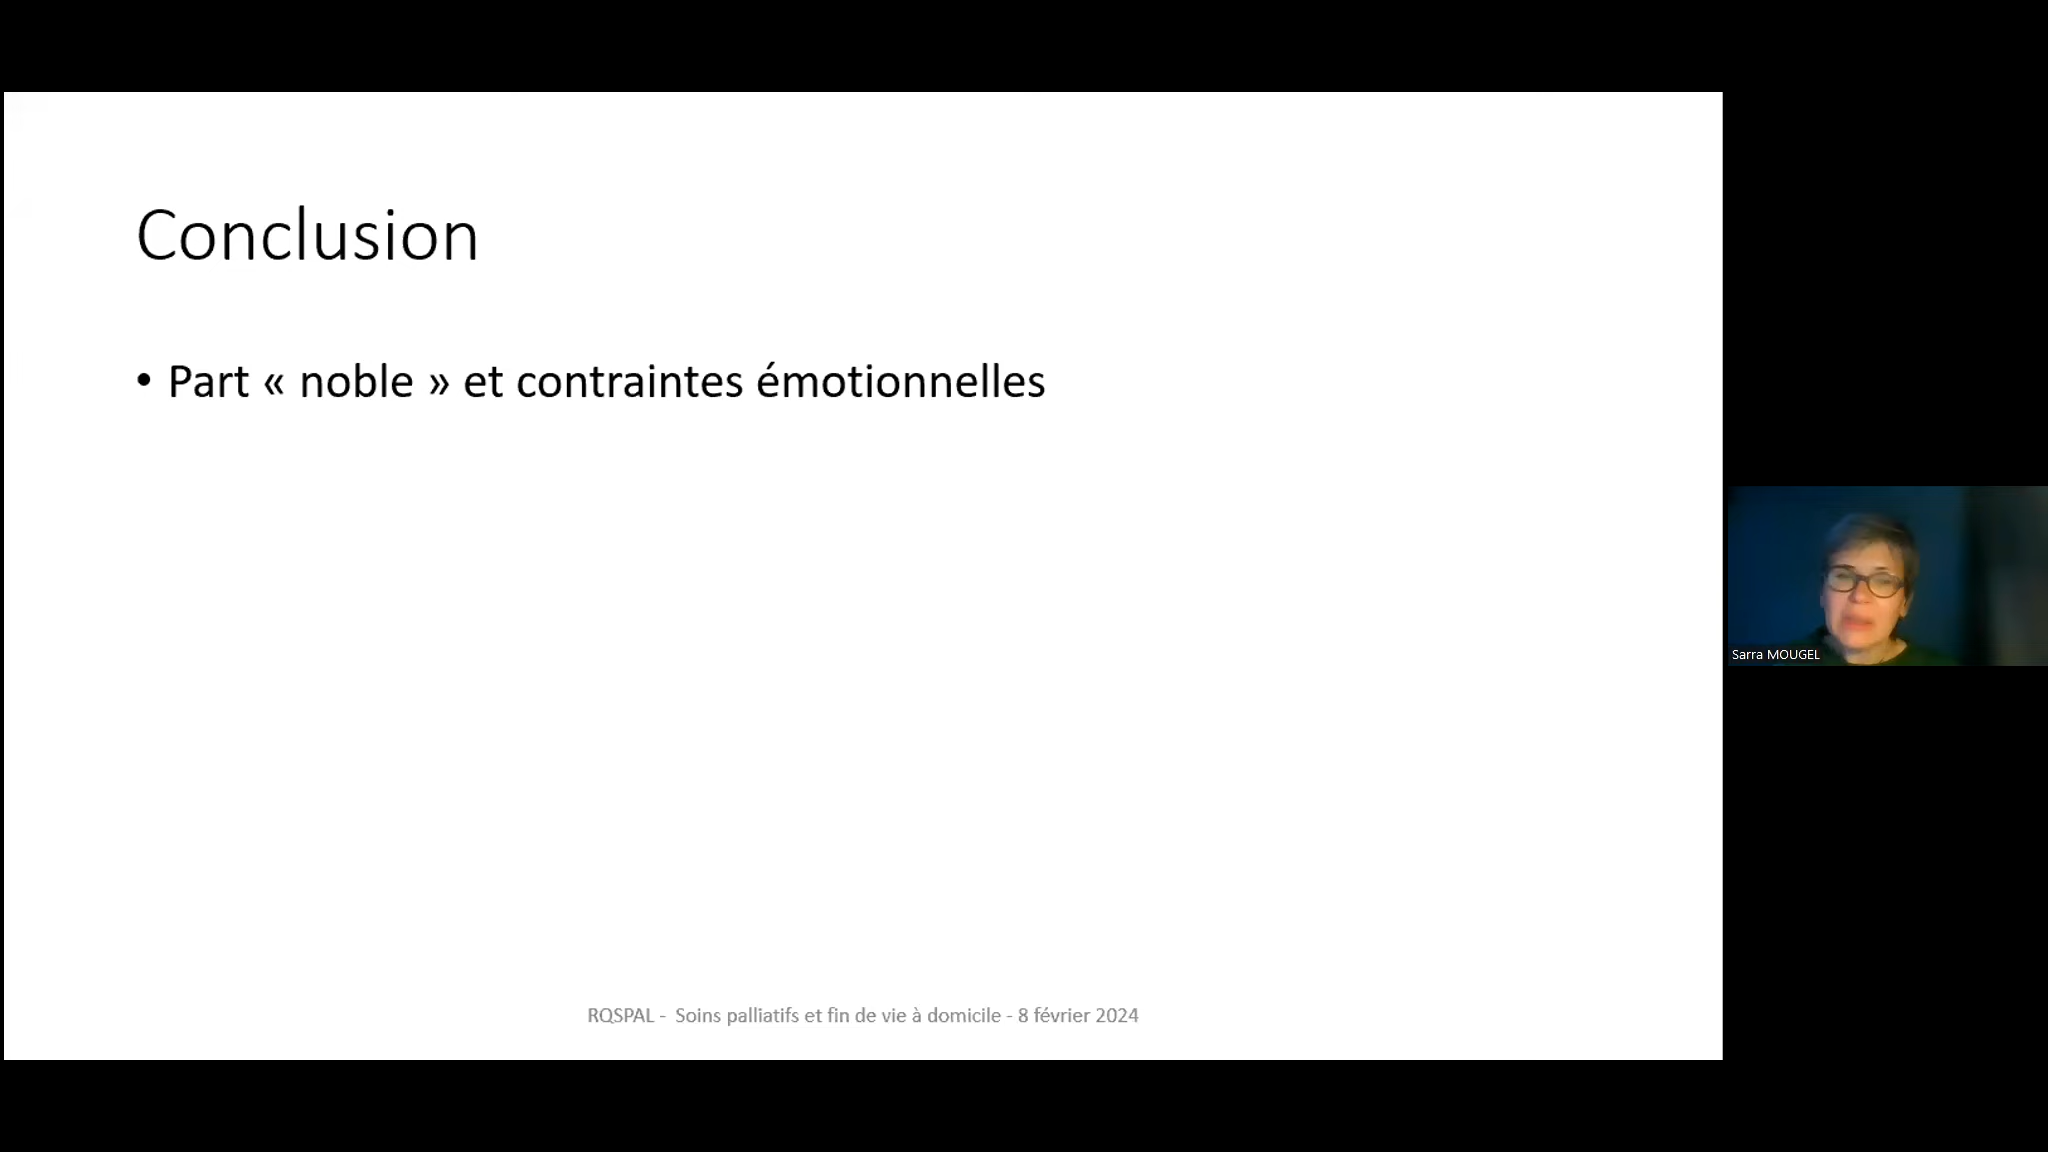 Conclusion
• Part « noble » et contraintes émotionnelles
Sarra MOUGEL
RQSPAL - Soins palliatifs et fin de vie à domicile - 8 février 2024